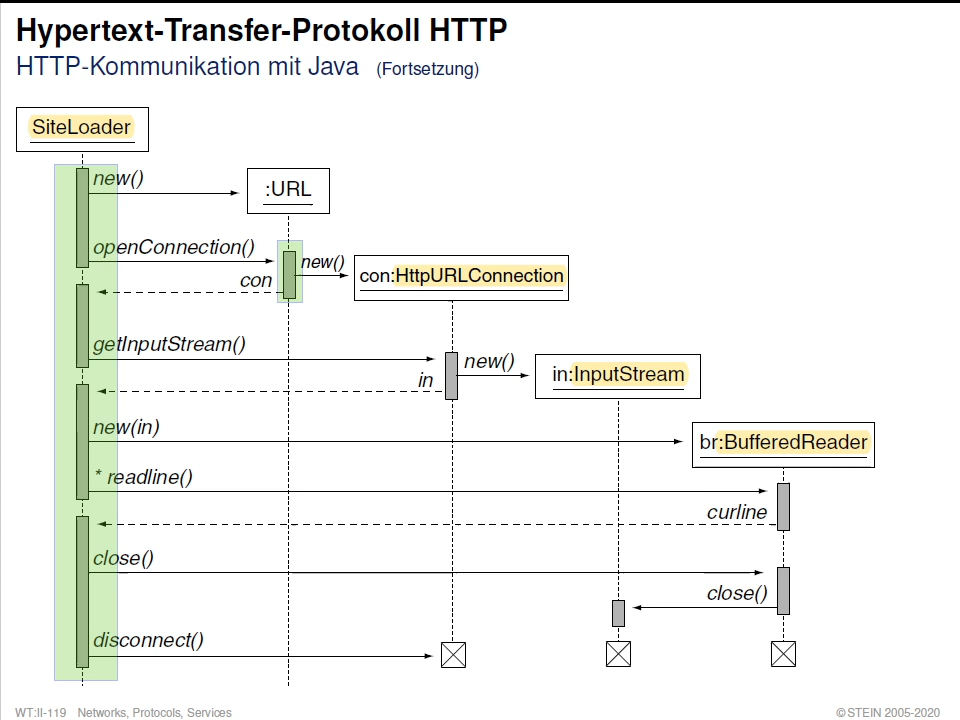 Hypertext-Transfer-Protokoll HTTP
HTTP-Kommunikation mit Java (Fortsetzung)
SiteLoader
new()
:URL
openConnection()
new()
con:HttpURLConnection
con
getInputStream()
new()
in:InputStream
in
new(in)
br:BufferedReader
* readline()
curline
close()
close()
disconnect()
WT:II-119 Networks, Protocols, Services
©STEIN 2005-2020